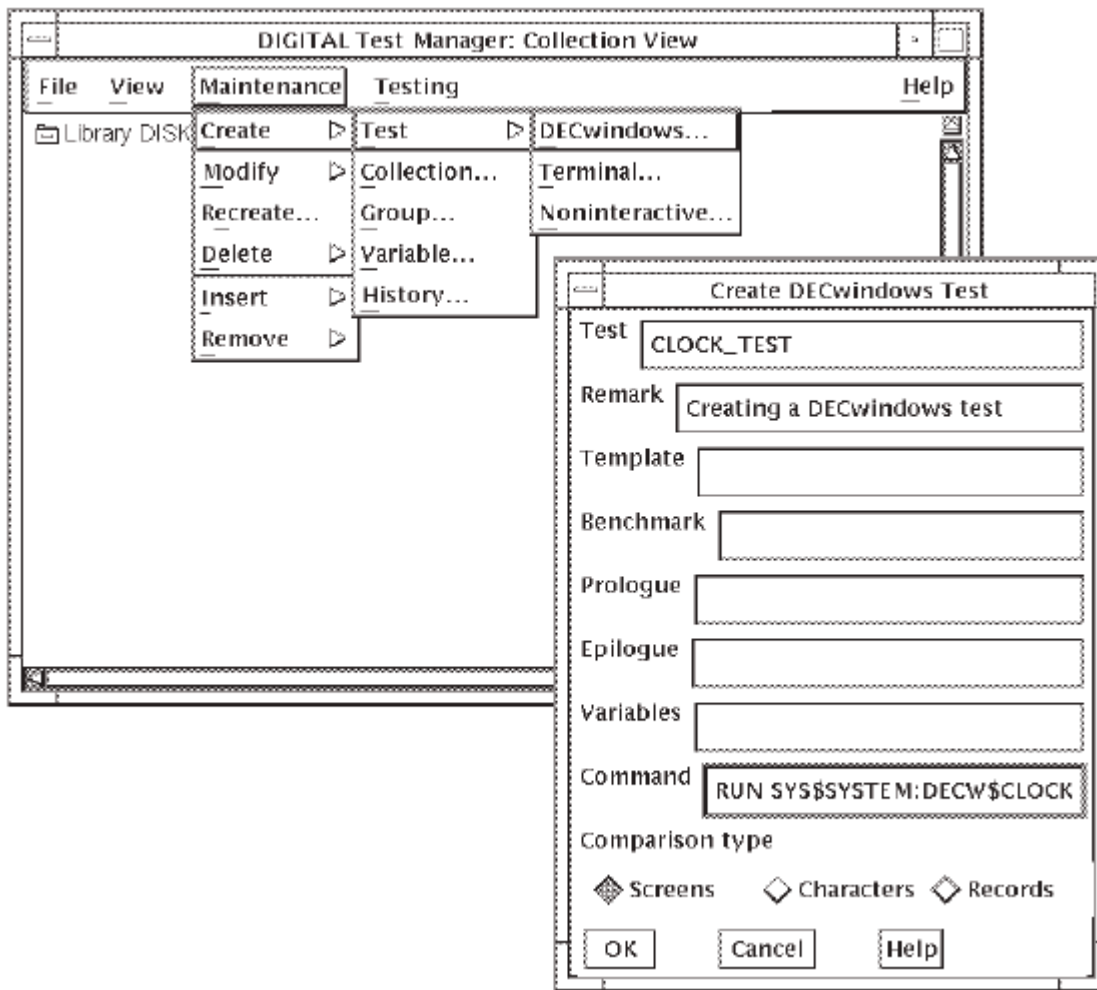 DIGITAL Test Manager: Collection View
File View Maintenance Testing Help
Library DISK
Create
Modify
Recreate...
Delete
Insert
Remove
Test
Collection...
Group...
Variable...
History...
DECwindows...
Terminal...
Noninteractive...
Create DECwindows Test
Test CLOCK_TEST
Remark Creating a DECwindows test
Template
Benchmark
Prologue
Epilogue
Variables
Command RUN SYS$SYSTEM:DECW$CLOCK
Comparison type
Screens Characters Records
OK Cancel Help